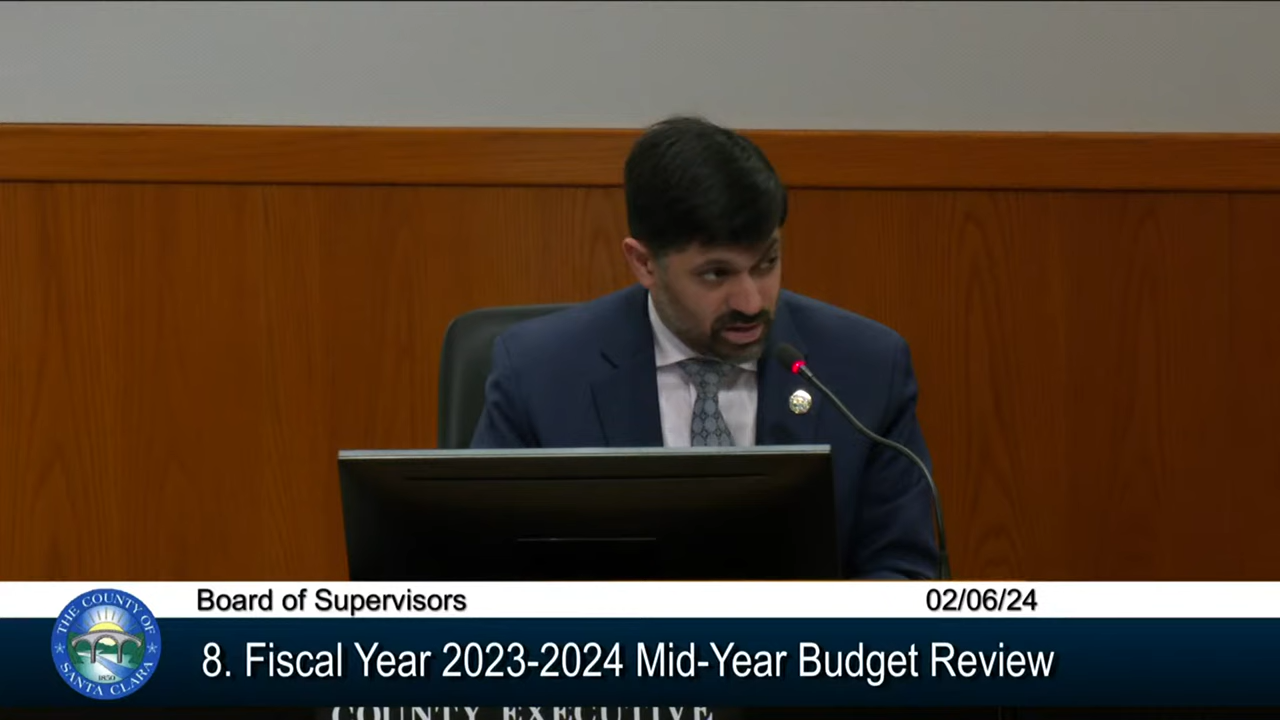 Board of Supervisors
02/06/24
THE COUNTY OF
SANTA CLARA
1850
8. Fiscal Year 2023-2024 Mid-Year Budget Review
COUNTY EXECUTIVE